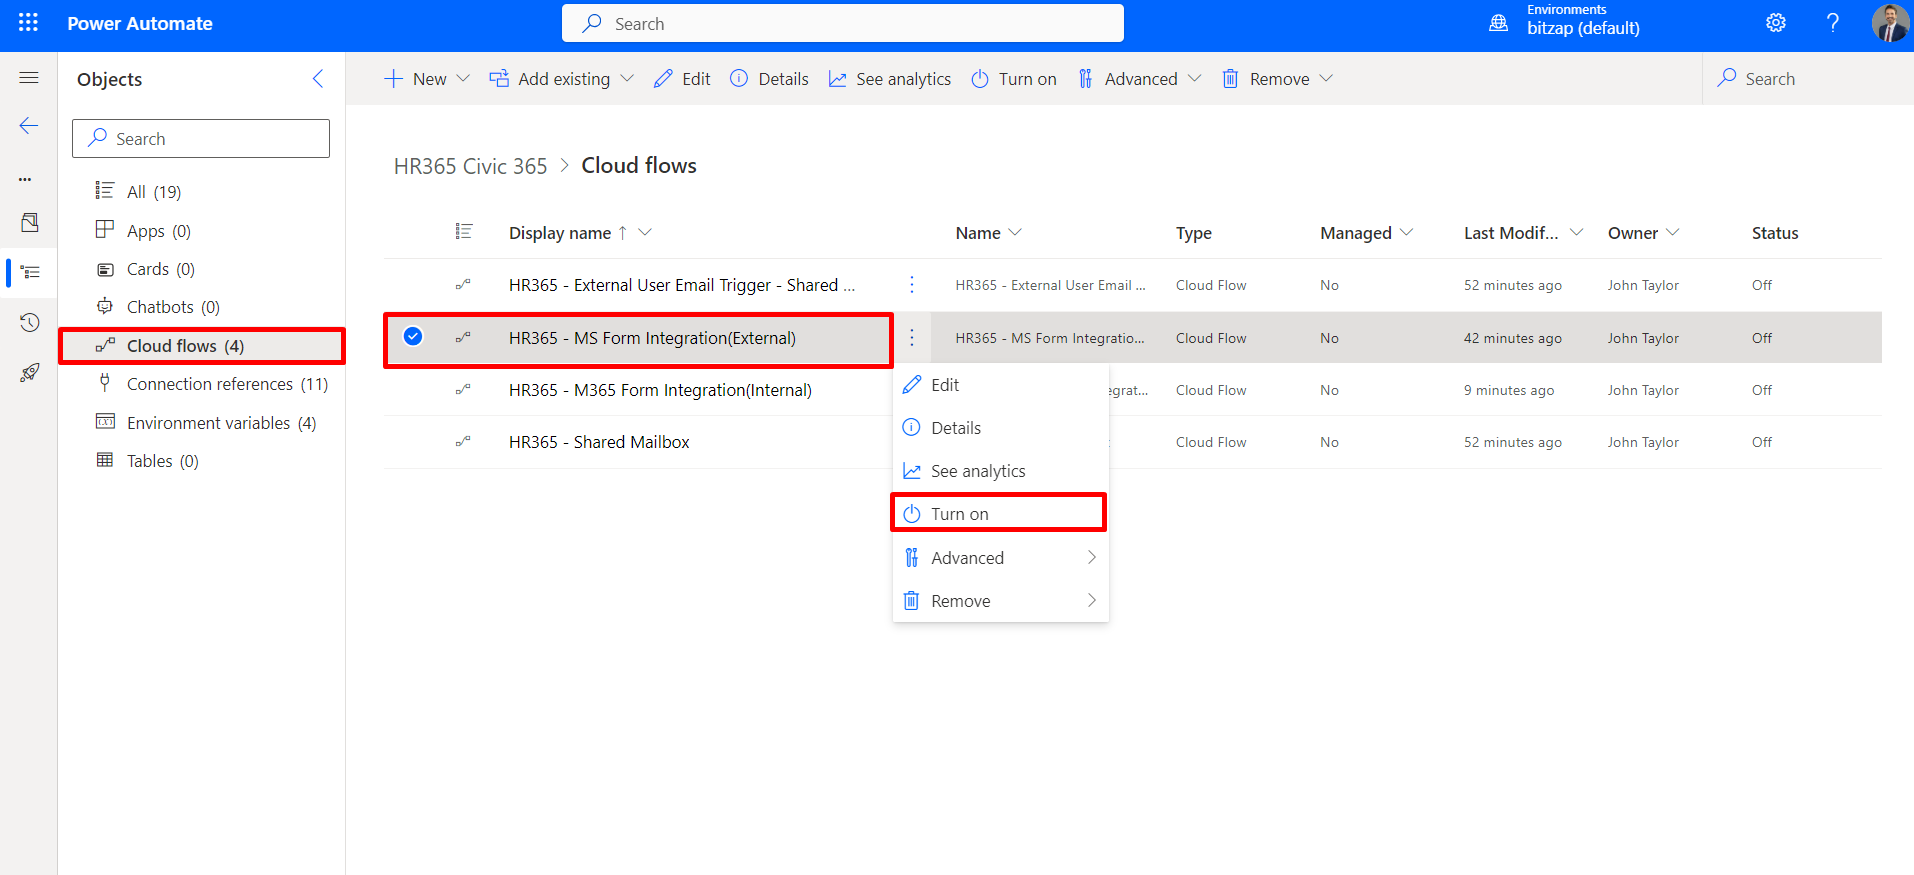 Power Automate
Search
Environments
bitzap (default)
?
Objects
New
Add existing
Edit
Details
See analytics
Turn on
Advanced
Remove
Search
Search
All (19)
Apps (0)
Cards (0)
Chatbots (0)
Cloud flows (4)
Connection references (11)
Environment variables (4)
Tables (0)
HR365 Civic 365 > Cloud flows
Display name ↑ Name Type Managed Last Modif... Owner Status
HR365 - External User Email Trigger - Shared ... HR365 - External User Email ... Cloud Flow No 52 minutes ago John Taylor Off
HR365 - MS Form Integration(External) HR365 - MS Form Integratio... Cloud Flow No 42 minutes ago John Taylor Off
HR365 - M365 Form Integration(Internal) egrat... Cloud Flow No 9 minutes ago John Taylor Off
HR365 - Shared Mailbox Cloud Flow No 52 minutes ago John Taylor Off
Edit
Details
See analytics
Turn on
Advanced
Remove